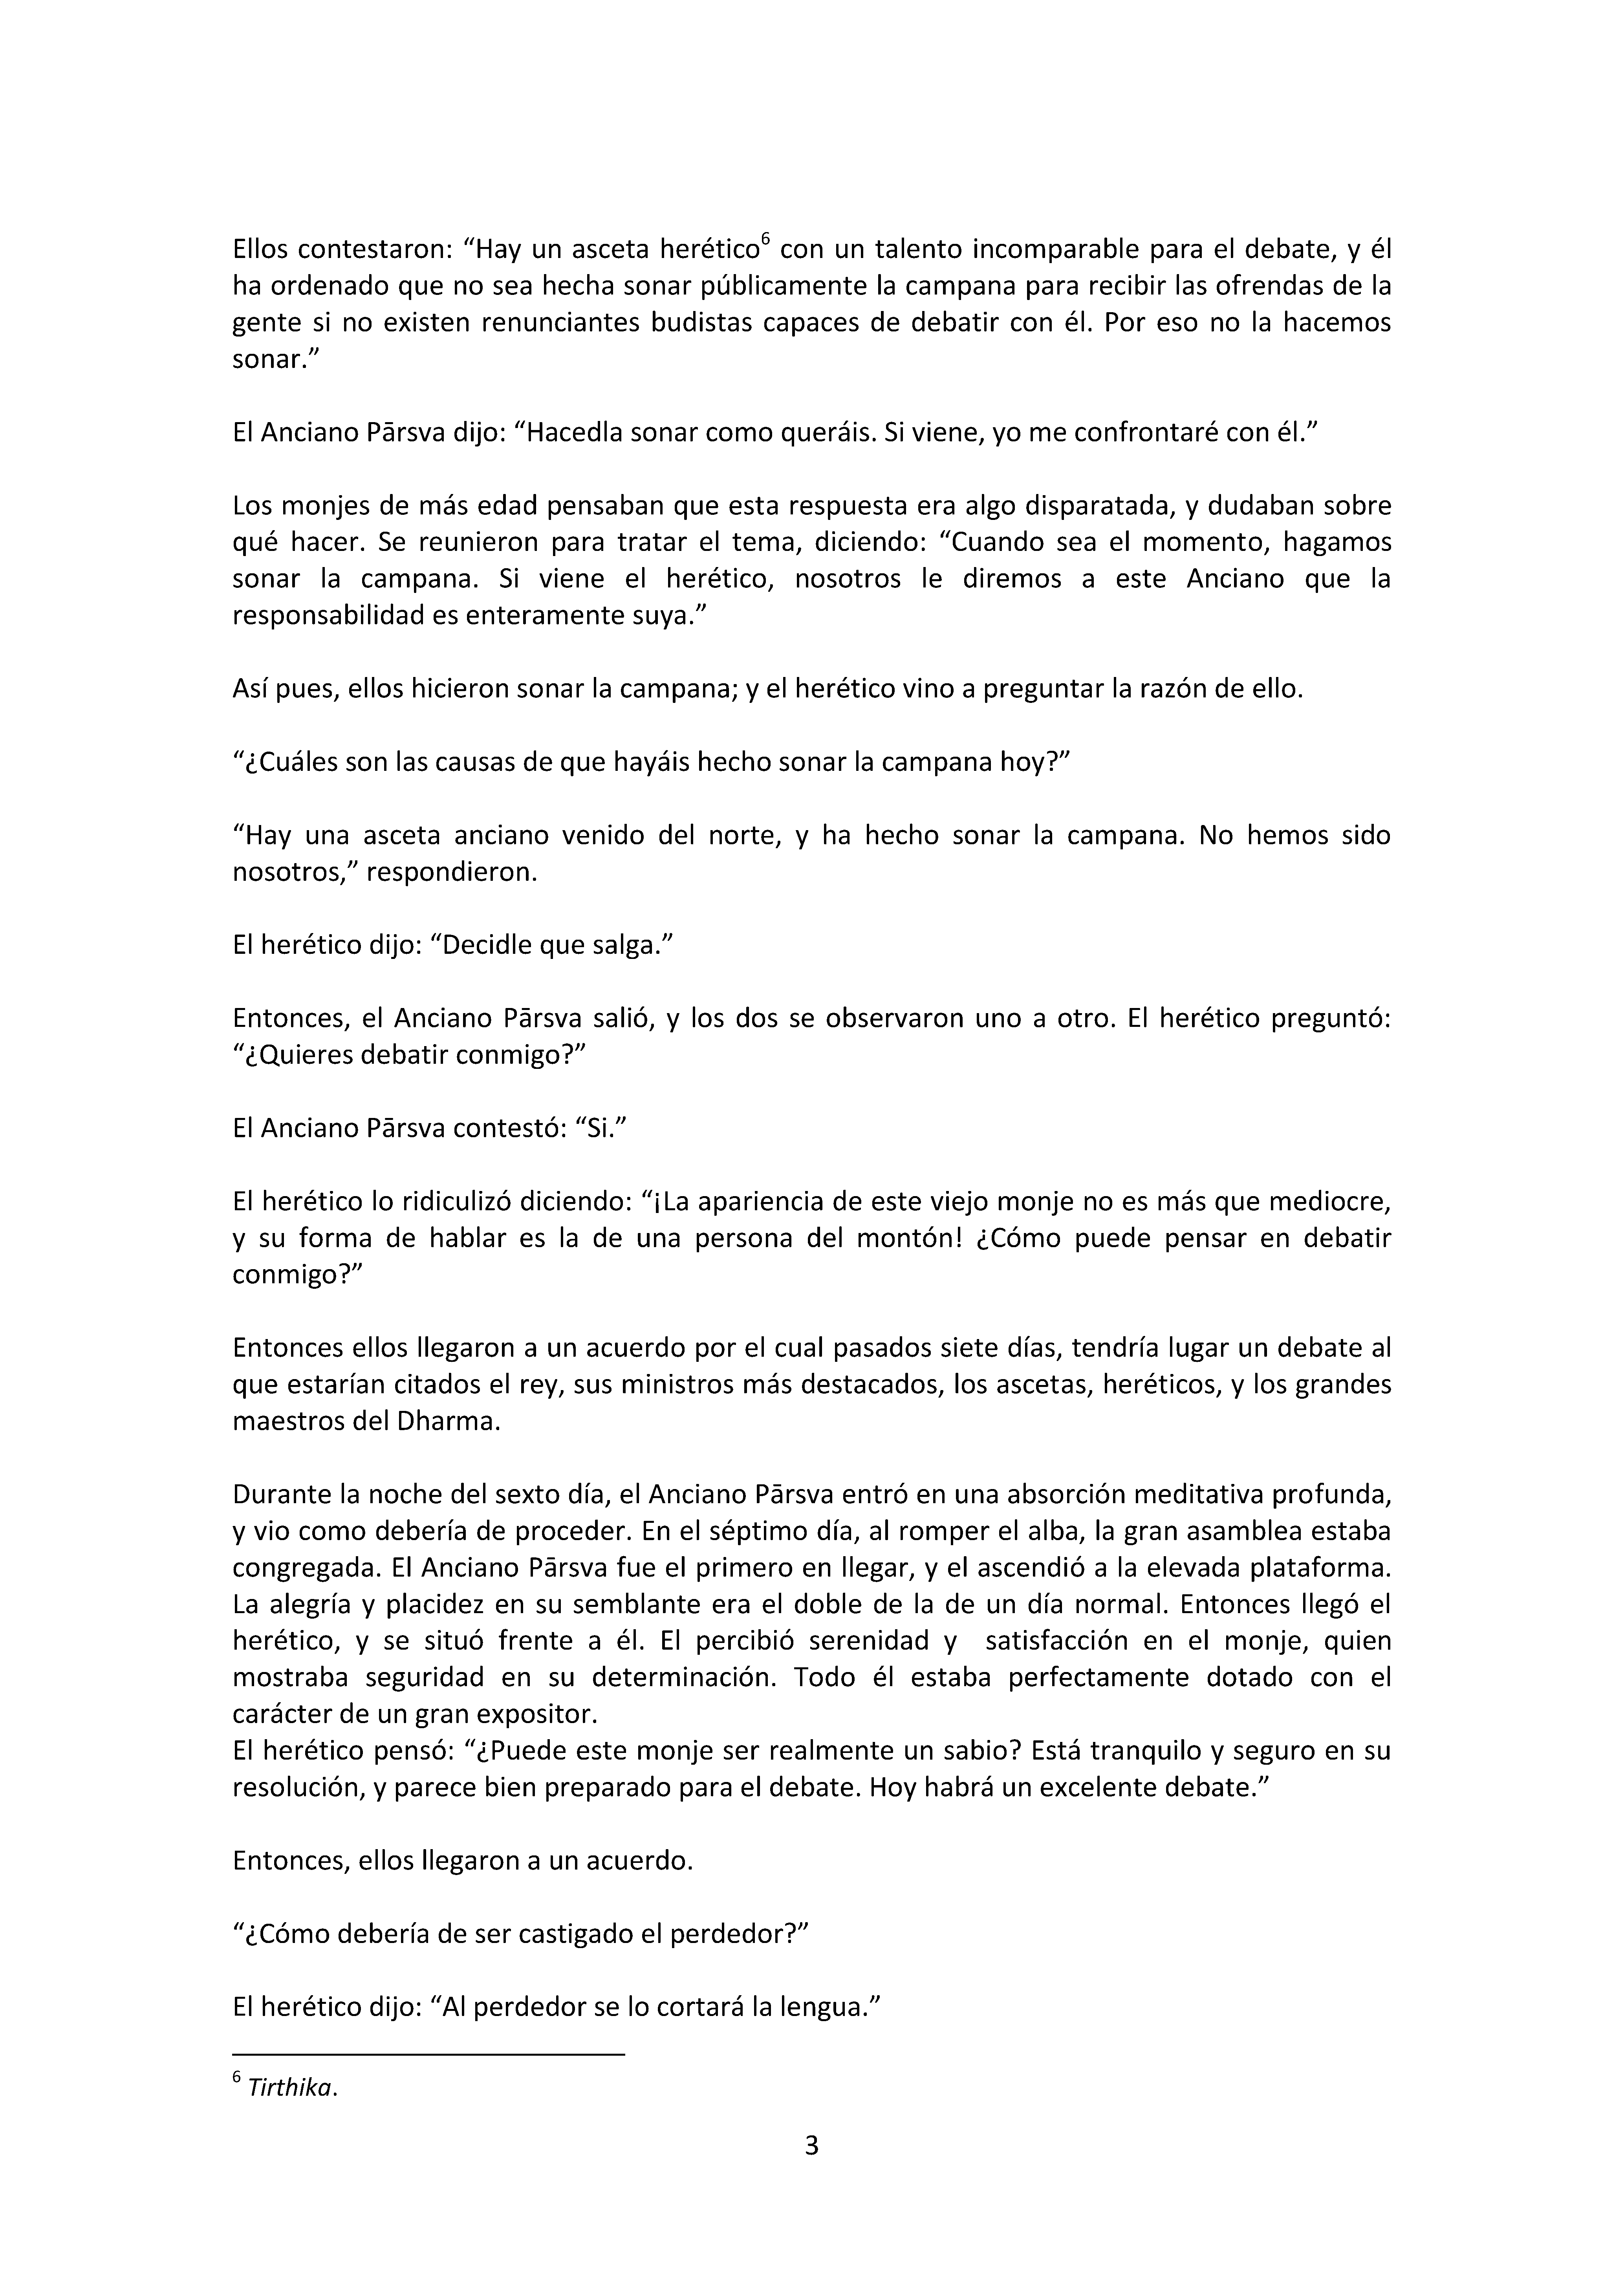 Ellos contestaron: “Hay un asceta herético6 con un talento incomparable para el debate, y él
ha ordenado que no sea hecha sonar públicamente la campana para recibir las ofrendas de la
gente si no existen renunciantes budistas capaces de debatir con él. Por eso no la hacemos
sonar.”
El Anciano Pārsva dijo: “Hacedla sonar como queráis. Si viene, yo me confrontaré con él.”
Los monjes de más edad pensaban que esta respuesta era algo disparatada, y dudaban sobre
qué hacer. Se reunieron para tratar el tema, diciendo: “Cuando sea el momento, hagamos
sonar la campana. Si viene el herético, nosotros le diremos a este Anciano que la
responsabilidad es enteramente suya.”
Así pues, ellos hicieron sonar la campana; y el herético vino a preguntar la razón de ello.
“¿Cuáles son las causas de que hayáis hecho sonar la campana hoy?”
“Hay una asceta anciano venido del norte, y ha hecho sonar la campana. No hemos sido
nosotros,” respondieron.
El herético dijo: “Decidle que salga.”
Entonces, el Anciano Pārsva salió, y los dos se observaron uno a otro. El herético preguntó:
“¿Quieres debatir conmigo?”
El Anciano Pārsva contestó: “Si.”
El herético lo ridiculizó diciendo: “¡La apariencia de este viejo monje no es más que mediocre,
y su forma de hablar es la de una persona del montón! ¿Cómo puede pensar en debatir
conmigo?”
Entonces ellos llegaron a un acuerdo por el cual pasados siete días, tendría lugar un debate al
que estarían citados el rey, sus ministros más destacados, los ascetas, heréticos, y los grandes
maestros del Dharma.
Durante la noche del sexto día, el Anciano Pārsva entró en una absorción meditativa profunda,
y vio como debería de proceder. En el séptimo día, al romper el alba, la gran asamblea estaba
congregada. El Anciano Pārsva fue el primero en llegar, y el ascendió a la elevada plataforma.
La alegría y placidez en su semblante era el doble de la de un día normal. Entonces llegó el
herético, y se situó frente a él. El percibió serenidad y  satisfacción en el monje, quien
mostraba seguridad en su determinación. Todo él estaba perfectamente dotado con el
carácter de un gran expositor.
El herético pensó: “¿Puede este monje ser realmente un sabio? Está tranquilo y seguro en su
resolución, y parece bien preparado para el debate. Hoy habrá un excelente debate.”
Entonces, ellos llegaron a un acuerdo.
“¿Cómo debería de ser castigado el perdedor?”
El herético dijo: “Al perdedor se lo cortará la lengua.”
6 Tirthika.
3